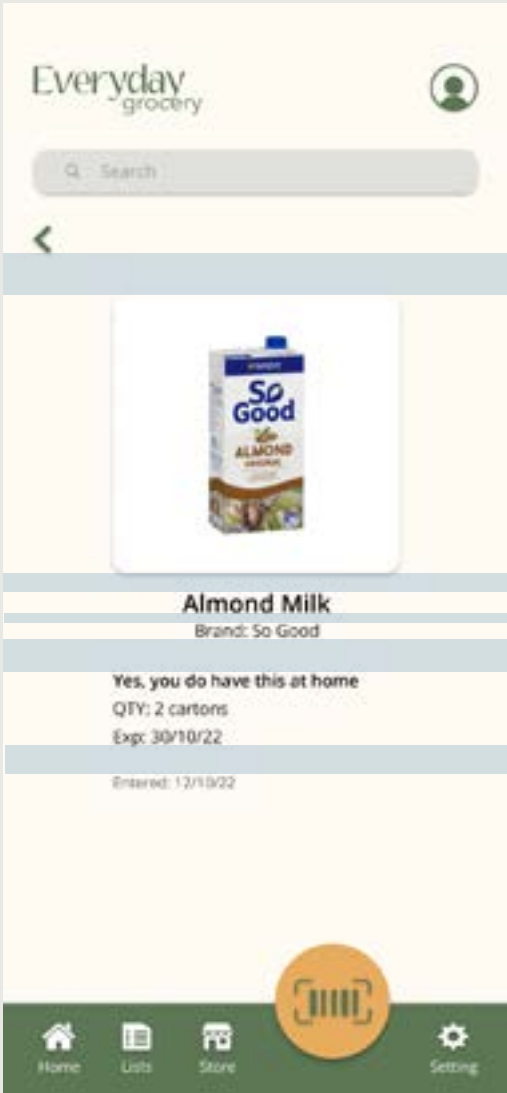 Everyday
grocery
Search
So
Good
ALMOND
ORIGINAL
Almond Milk
Brand: So Good
Yes, you do have this at home
QTY: 2 cartons
Exp: 30/10/22
Entered: 12/10/22
Home
Lists
Store
Setting